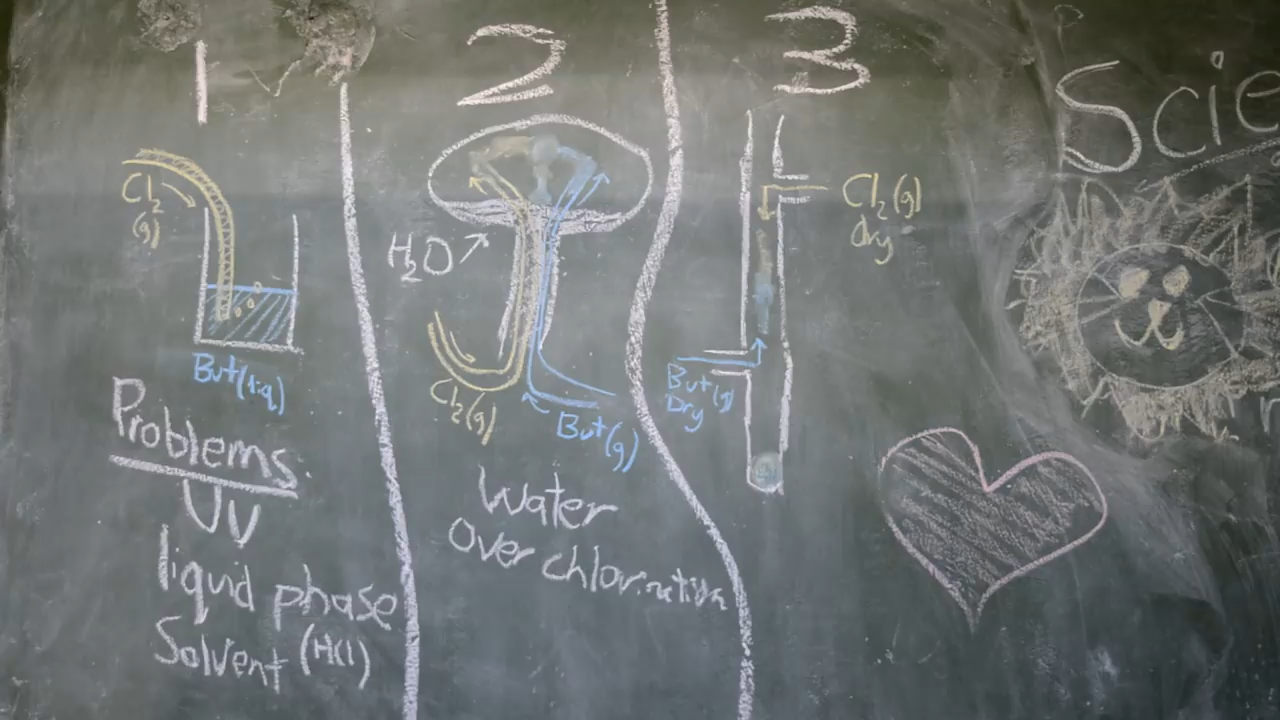 1
Cl₂
(g)
But(liq)
Problems
UV
liquid phase
Solvent (HCl)
2
H₂O
Cl₂(g)
But(g)
Water
Over chlorination
3
Cl₂(g)
dry
But(g)
Dry
Scie